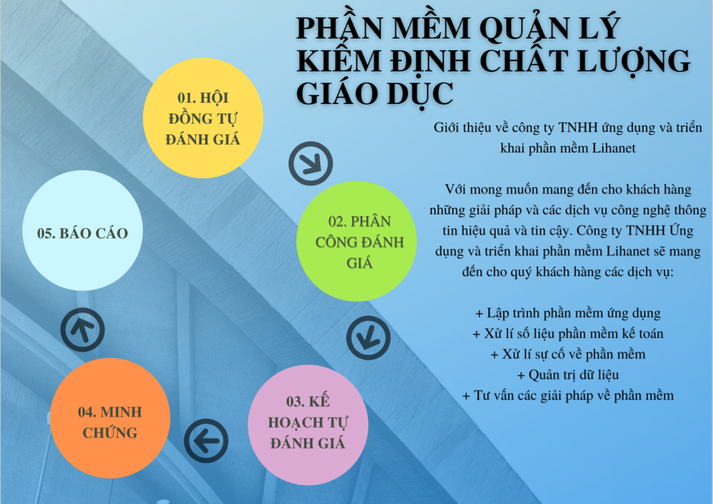 PHẦN MỀM QUẢN LÝ
KIỂM ĐỊNH CHẤT LƯỢNG
GIÁO DỤC
Giới thiệu về công ty TNHH ứng dụng và triển
khai phần mềm Lihanet
Với mong muốn mang đến cho khách hàng
những giải pháp và các dịch vụ công nghệ thông
tin hiệu quả và tin cậy. Công ty TNHH Ứng
dụng và triển khai phần mềm Lihanet sẽ mang
đến cho quý khách hàng các dịch vụ:
+ Lập trình phần mềm ứng dụng
+ Xử lí số liệu phần mềm kế toán
+ Xử lí sự cố về phần mềm
+ Quản trị dữ liệu
+ Tư vấn các giải pháp về phần mềm
01. HỘI
ĐỒNG TỰ
ĐÁNH GIÁ
02. PHÂN
CÔNG ĐÁNH
GIÁ
03. KẾ
HOẠCH TỰ
ĐÁNH GIÁ
04. MINH
CHỨNG
05. BÁO CÁO